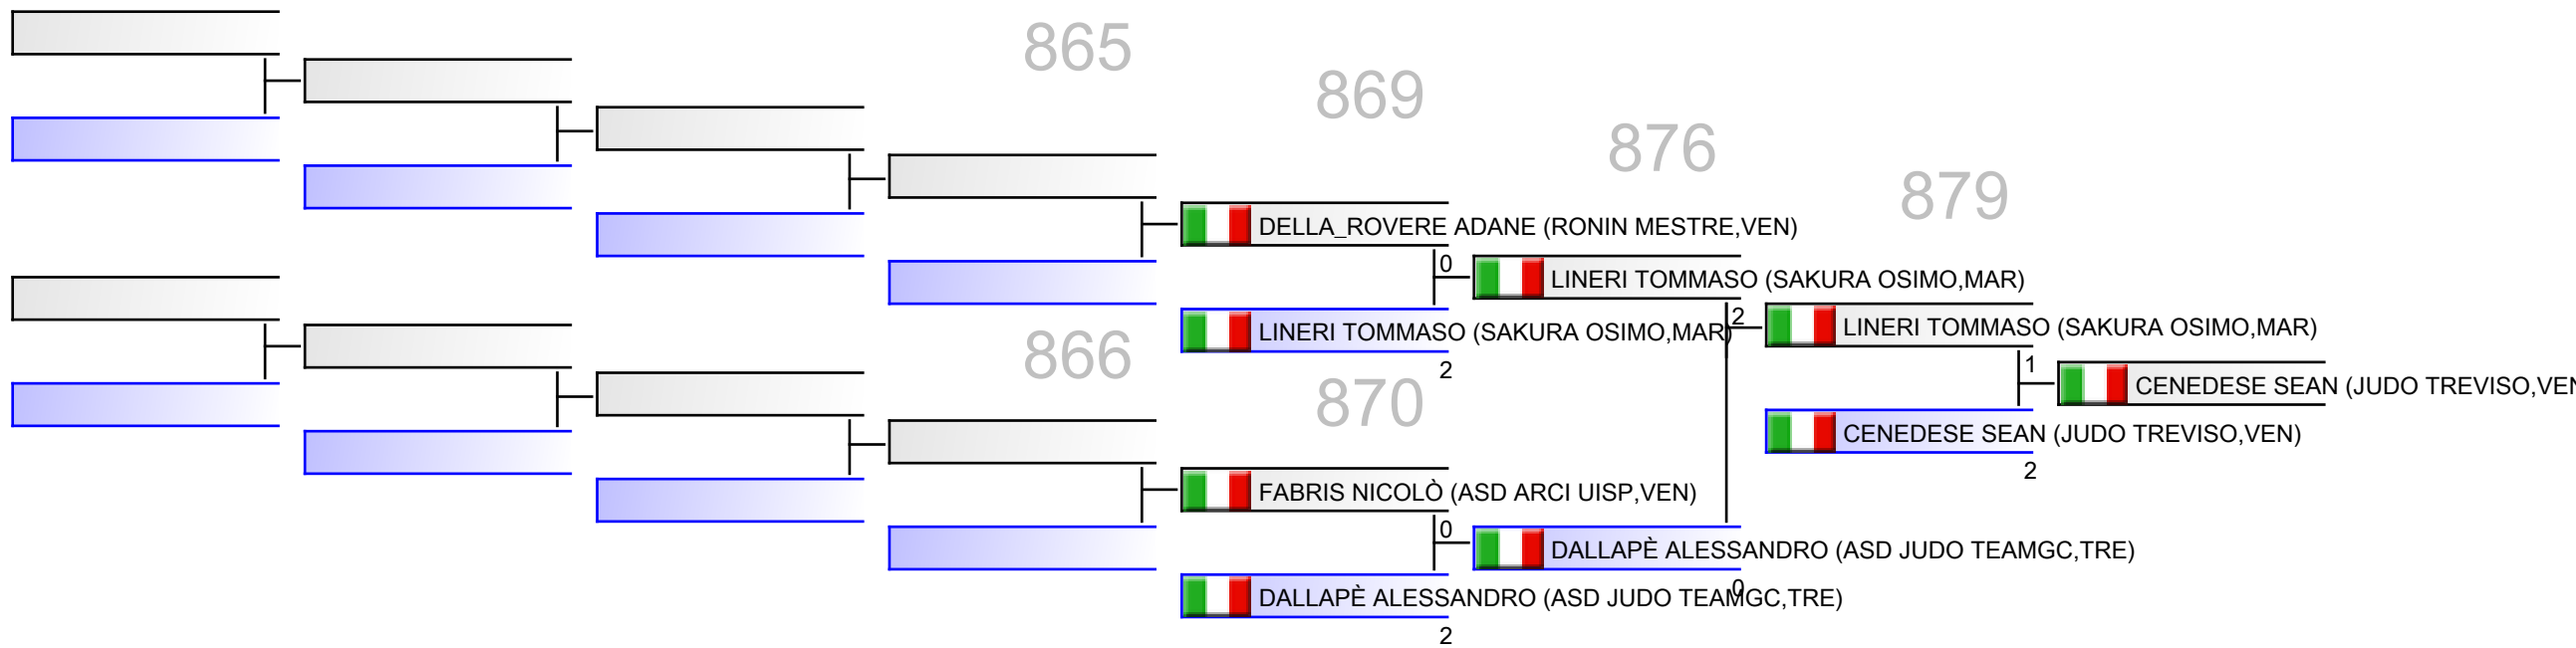 865
869
876
879
DELLA_ROVERE ADANE (RONIN MESTRE,VEN)
0
LINERI TOMMASO (SAKURA OSIMO,MAR)
LINERI TOMMASO (SAKURA OSIMO,MAR)
2
2
LINERI TOMMASO (SAKURA OSIMO,MAR)
1
CENEDESE SEAN (JUDO TREVISO,VEN
CENEDESE SEAN (JUDO TREVISO,VEN)
2
866
870
FABRIS NICOLÒ (ASD ARCI UISP,VEN)
0
DALLAPÈ ALESSANDRO (ASD JUDO TEAMGC,TRE)
0
DALLAPÈ ALESSANDRO (ASD JUDO TEAMGC,TRE)
2